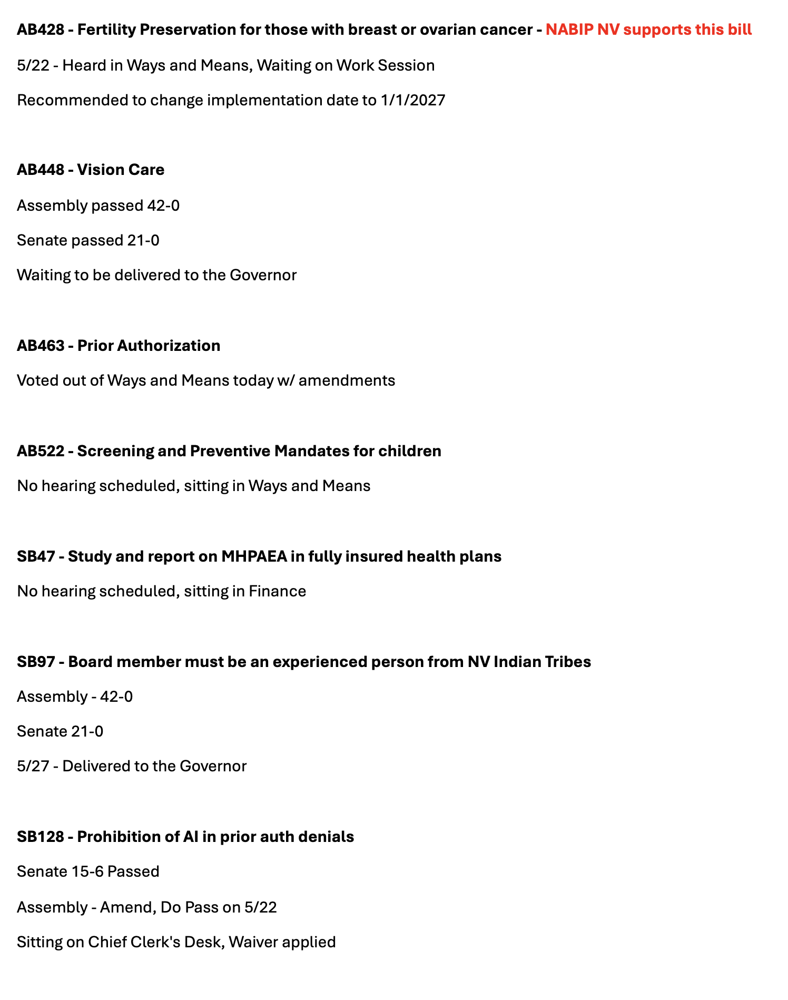 AB428 - Fertility Preservation for those with breast or ovarian cancer - NABIP NV supports this bill
5/22 - Heard in Ways and Means, Waiting on Work Session
Recommended to change implementation date to 1/1/2027
AB448 - Vision Care
Assembly passed 42-0
Senate passed 21-0
Waiting to be delivered to the Governor
AB463 - Prior Authorization
Voted out of Ways and Means today w/ amendments
AB522 - Screening and Preventive Mandates for children
No hearing scheduled, sitting in Ways and Means
SB47 - Study and report on MHPAEA in fully insured health plans
No hearing scheduled, sitting in Finance
SB97 - Board member must be an experienced person from NV Indian Tribes
Assembly - 42-0
Senate 21-0
5/27 - Delivered to the Governor
SB128 - Prohibition of AI in prior auth denials
Senate 15-6 Passed
Assembly - Amend, Do Pass on 5/22
Sitting on Chief Clerk's Desk, Waiver applied